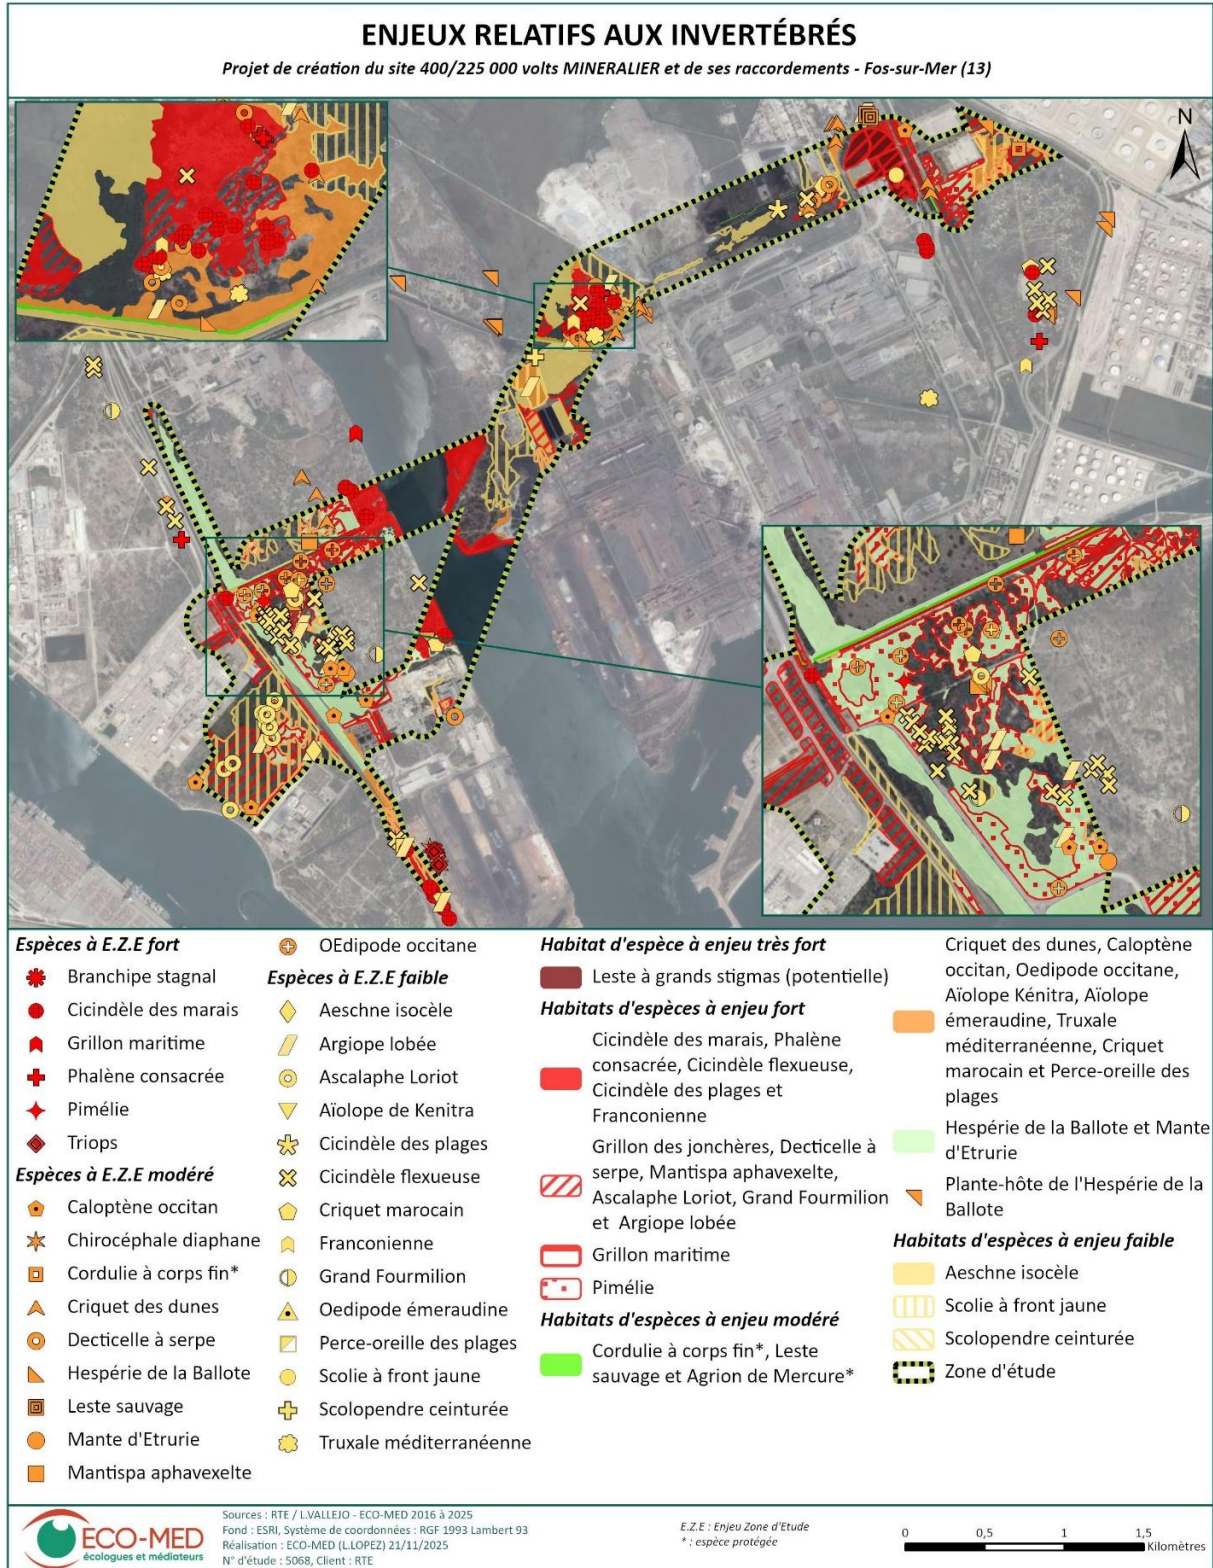 ENJEUX RELATIFS AUX INVERTÉBRÉS
Projet de création du site 400/225 000 volts MINERALIER et de ses raccordements - Fos-sur-Mer (13)
N
Espèces à E.Z.E fort
Branchipe stagnal
Cicindèle des marais
Grillon maritime
Phalène consacrée
Pimélie
Triops
Espèces à E.Z.E modéré
Caloptène occitan
Chirocéphale diaphane
Cordulie à corps fin*
Criquet des dunes
Decticelle à serpe
Hespérie de la Ballote
Leste sauvage
Mante d'Etrurie
Mantispa aphavexelte
OEdipode occitane
Espèces à E.Z.E faible
Aeschne isocèle
Argiope lobée
Ascalaphe Loriot
Aïolope de Kenitra
Cicindèle des plages
Cicindèle flexueuse
Criquet marocain
Franconienne
Grand Fourmilion
Oedipode émeraudine
Perce-oreille des plages
Scolie à front jaune
Scolopendre ceinturée
Truxale méditerranéenne
Habitat d'espèce à enjeu très fort
Leste à grands stigmas (potentielle)
Habitats d'espèces à enjeu fort
Cicindèle des marais, Phalène
consacrée, Cicindèle flexueuse,
Cicindèle des plages et
Franconienne
Grillon des jonchères, Decticelle à
serpe, Mantispa aphavexelte,
Ascalaphe Loriot, Grand Fourmilion
et Argiope lobée
Grillon maritime
Pimélie
Habitats d'espèces à enjeu modéré
Cordulie à corps fin*, Leste
sauvage et Agrion de Mercure*
Criquet des dunes, Caloptène
occitan, Oedipode occitane,
Aïolope Kénitra, Aïolope
émeraudine, Truxale
méditerranéenne, Criquet
marocain et Perce-oreille des
plages
Hespérie de la Ballote et Mante
d'Etrurie
Plante-hôte de l'Hespérie de la
Ballote
Habitats d'espèces à enjeu faible
Aeschne isocèle
Scolie à front jaune
Scolopendre ceinturée
Zone d'étude
ECO-MED
écologues et médiateurs
Sources : RTE / L.VALLEJO - ECO-MED 2016 à 2025
Fond : ESRI, Système de coordonnées : RGF 1993 Lambert 93
Réalisation : ECO-MED (L.LOPEZ) 21/11/2025
N° d'étude : 5068, Client : RTE
E.Z.E : Enjeu Zone d'Etude
* : espèce protégée
0 0,5 1 1,5
Kilomètres